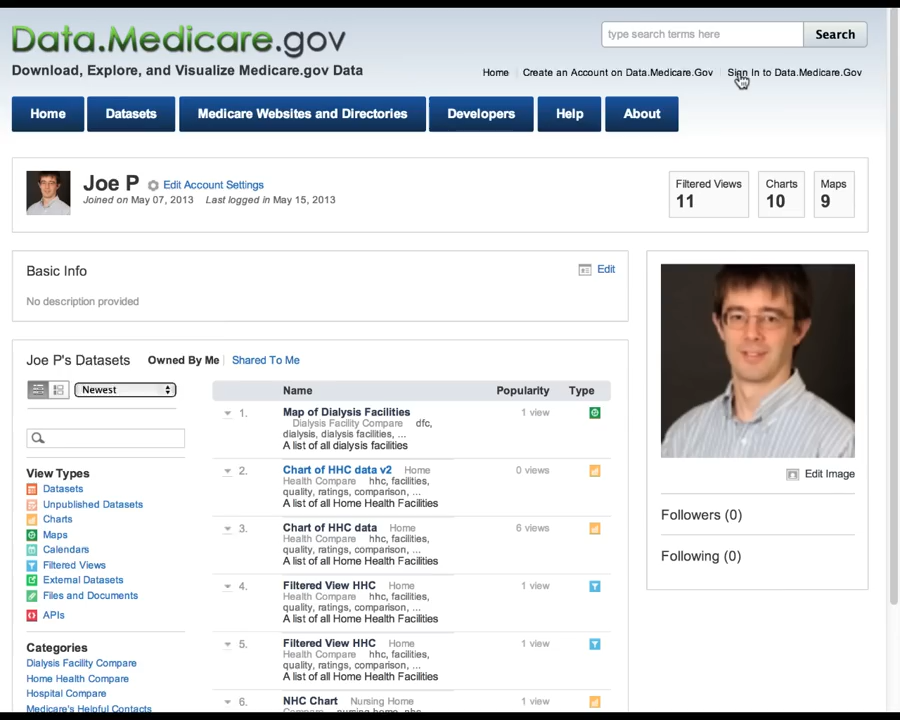 Data.Medicare.gov
Download, Explore, and Visualize Medicare.gov Data
type search terms here Search
Home Create an Account on Data.Medicare.Gov Sign In to Data.Medicare.Gov
Home Datasets Medicare Websites and Directories Developers Help About
Joe P Edit Account Settings
Joined on May 07, 2013 Last logged in May 15, 2013
Filtered Views Charts Maps
11 10 9
Basic Info Edit
No description provided
Joe P's Datasets Owned By Me Shared To Me
Newest
View Types
Datasets
Unpublished Datasets
Charts
Maps
Calendars
Filtered Views
External Datasets
Files and Documents
APIs
Categories
Dialysis Facility Compare
Home Health Compare
Hospital Compare
Medicare's Helpful Contacts
Name Popularity Type
1. Map of Dialysis Facilities 1 view
Dialysis Facility Compare dfc,
dialysis, dialysis facilities, ...
A list of all dialysis facilities
2. Chart of HHC data v2 Home 0 views
Health Compare hhc, facilities,
quality, ratings, comparison, ...
A list of all Home Health Facilities
3. Chart of HHC data Home 6 views
Health Compare hhc, facilities,
quality, ratings, comparison, ...
A list of all Home Health Facilities
4. Filtered View HHC Home 1 view
Health Compare hhc, facilities,
quality, ratings, comparison, ...
A list of all Home Health Facilities
5. Filtered View HHC Home 1 view
Health Compare hhc, facilities,
quality, ratings, comparison, ...
A list of all Home Health Facilities
6. NHC Chart Nursing Home 1 view
Edit Image
Followers (0)
Following (0)